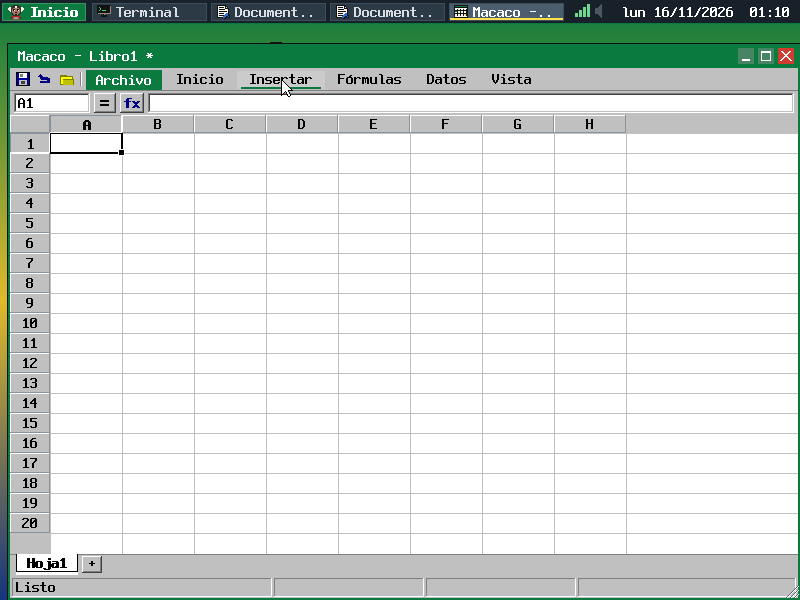 Inicio Terminal Document.. Document.. Macaco -.. lun 16/11/2026 01:10
Macaco - Libro1 *
Archivo Inicio Insertar Fórmulas Datos Vista
A1 = fx
A B C D E F G H
1
2
3
4
5
6
7
8
9
10
11
12
13
14
15
16
17
18
19
20
Hoja1 +
Listo